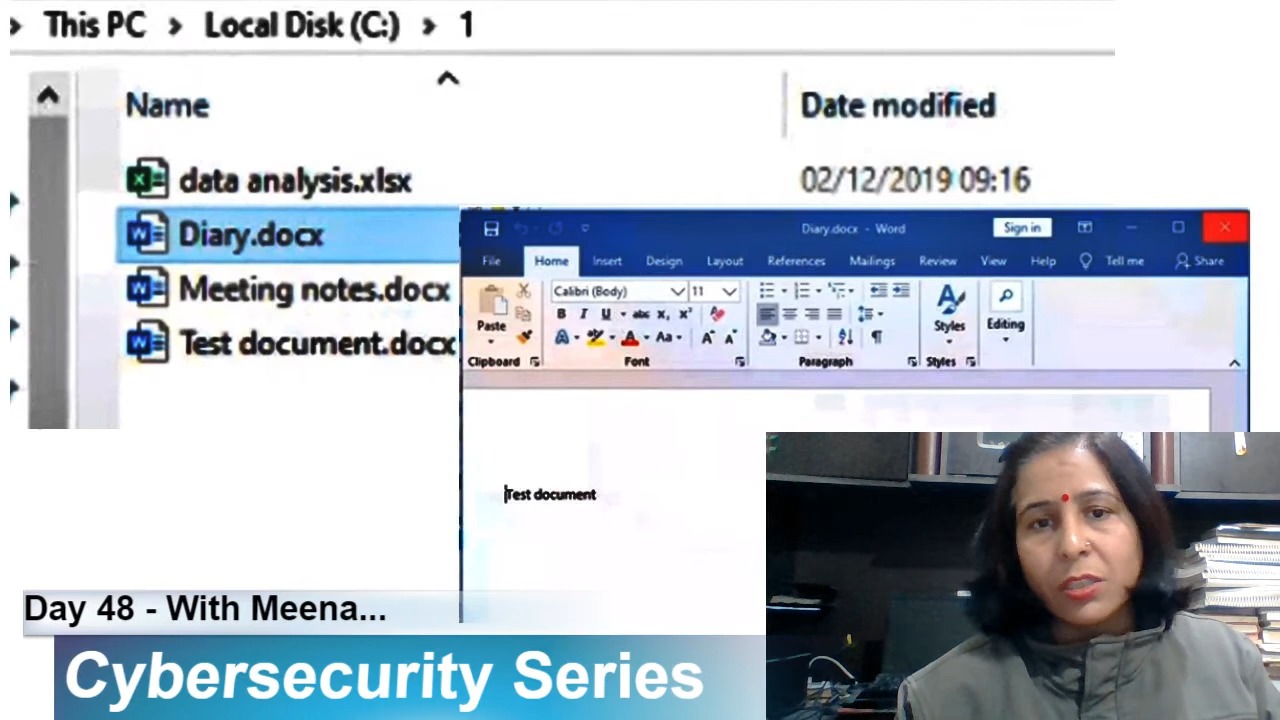 This PC > Local Disk (C:) > 1
Name Date modified
data analysis.xlsx 02/12/2019 09:16
Diary.docx
Meeting notes.docx
Test document.docx
Diary.docx - Word Sign in
File Home Insert Design Layout References Mailings Review View Help Tell me Share
Calibri (Body) 11
B I U abc x, x²
Paste Aa A A Styles Editing
Clipboard Font Paragraph Styles
Test document
Day 48 - With Meena...
Cybersecurity Series